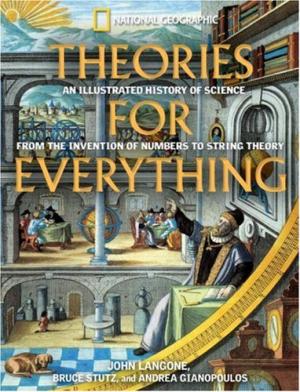 NATIONAL GEOGRAPHIC
THEORIES
AN ILLUSTRATED HISTORY OF SCIENCE
FOR
FROM THE INVENTION OF NUMBERS TO STRING THEORY
EVERYTHING
JOHN LANGONE,
BRUCE STUTZ, AND ANDREA GIANOPOULOS